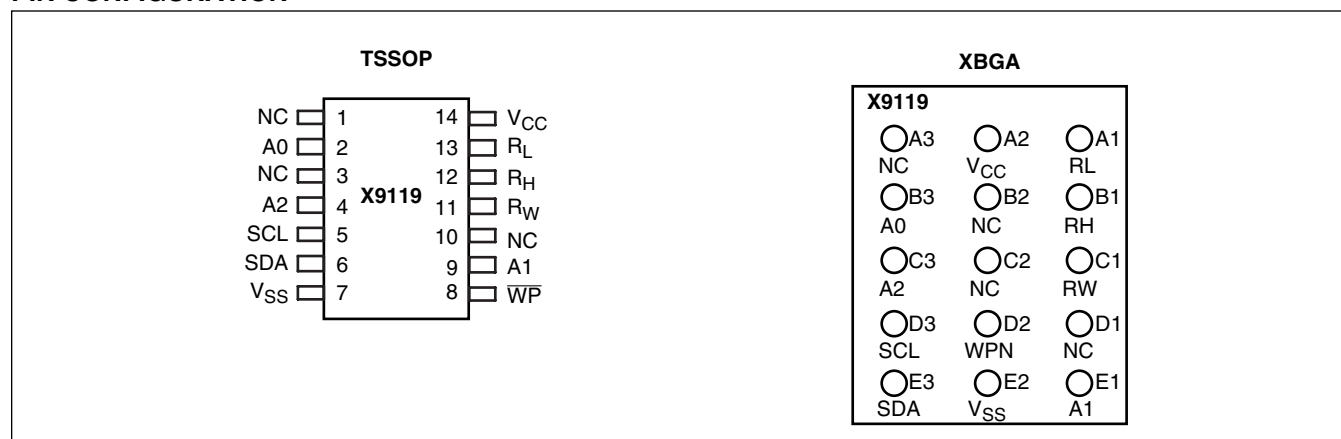 TSSOP
NC 1 14 VCC
A0 2 13 RL
NC 3 12 RH
A2 4 X9119 11 RW
SCL 5 10 NC
SDA 6 9 A1
VSS 7 8 W̅P̅
XBGA
X9119
A3 A2 A1
NC VCC RL
B3 B2 B1
A0 NC RH
C3 C2 C1
A2 NC RW
D3 D2 D1
SCL WPN NC
E3 E2 E1
SDA VSS A1